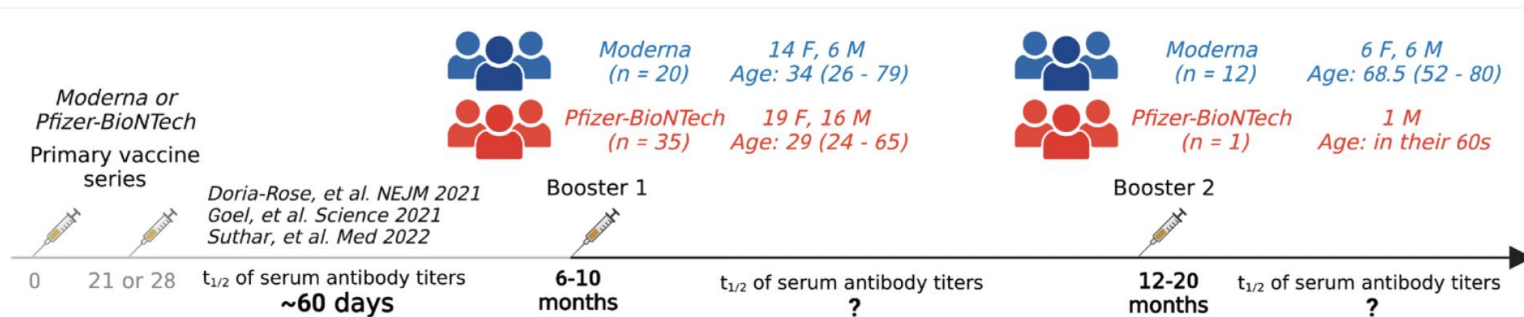 Moderna or
Pfizer-BioNTech
Primary vaccine
series
Doria-Rose, et al. NEJM 2021
Goel, et al. Science 2021
Suthar, et al. Med 2022
0
21 or 28
t1/2 of serum antibody titers
~60 days
Moderna
(n = 20)
14 F, 6 M
Age: 34 (26 - 79)
Pfizer-BioNTech
(n = 35)
19 F, 16 M
Age: 29 (24 - 65)
Booster 1
6-10
months
t1/2 of serum antibody titers
?
Moderna
(n = 12)
6 F, 6 M
Age: 68.5 (52 - 80)
Pfizer-BioNTech
(n = 1)
1 M
Age: in their 60s
Booster 2
12-20
months
t1/2 of serum antibody titers
?